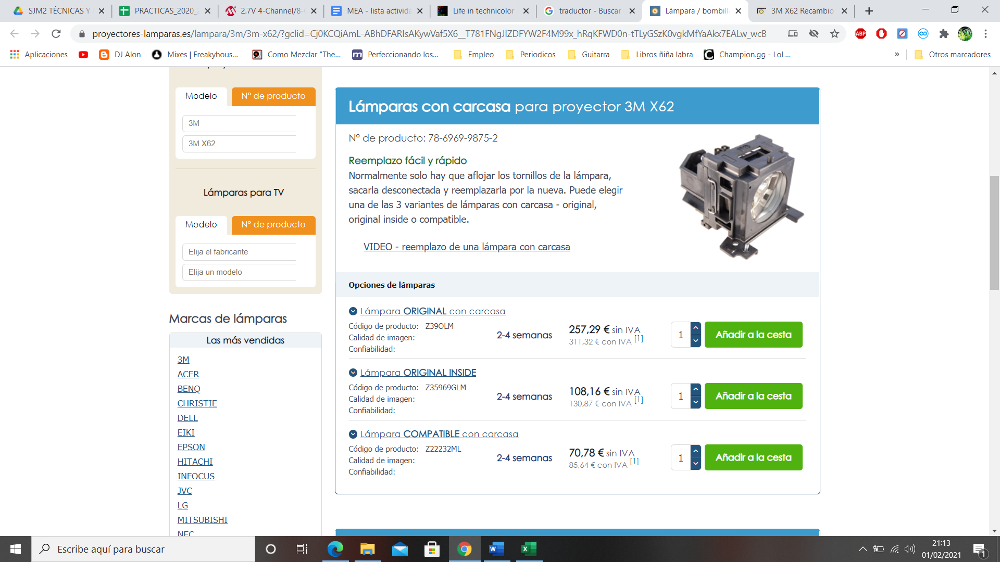 SJM2 TÉCNICAS Y
PRACTICAS_2020_2
2.7V 4-Channel/8-
MEA - lista activida
Life in technicolor
traductor - Buscar
Lámpara / bombill
3M X62 Recambio
proyectores-lamparas.es/lampara/3m/3m-x62/?gclid=Cj0KCQiAmL-ABhDFARIsAKywVaf5X6__T781FNgJlZDFYW2F4M99x_hRqKFWD0n-tTLyGSzK0vgkMfYaAkx7EALw_wcB
ABP
Aplicaciones
DJ Alon
Mixes | Freakyhous...
Como Mezclar "The...
Perfeccionando los...
Empleo
Periodicos
Guitarra
Libros ñiña labra
Champion.gg - LoL...
»
Otros marcadores
Modelo
N° de producto
3M
3M X62
Lámparas para TV
Modelo
N° de producto
Elija el fabricante
Elija un modelo
Marcas de lámparas
Las más vendidas
3M
ACER
BENQ
CHRISTIE
DELL
EIKI
EPSON
HITACHI
INFOCUS
JVC
LG
MITSUBISHI
NEC
Lámparas con carcasa para proyector 3M X62
N° de producto: 78-6969-9875-2
Reemplazo fácil y rápido
Normalmente solo hay que aflojar los tornillos de la lámpara,
sacarla desconectada y reemplazarla por la nueva. Puede elegir
una de las 3 variantes de lámparas con carcasa - original,
original inside o compatible.
VIDEO - reemplazo de una lámpara con carcasa
Opciones de lámparas
Lámpara ORIGINAL con carcasa
Código de producto: Z39OLM
Calidad de imagen:
Confiabilidad:
2-4 semanas
257,29 € sin IVA
311,32 € con IVA [1]
1
Añadir a la cesta
Lámpara ORIGINAL INSIDE
Código de producto: Z35969GLM
Calidad de imagen:
Confiabilidad:
2-4 semanas
108,16 € sin IVA
130,87 € con IVA [1]
1
Añadir a la cesta
Lámpara COMPATIBLE con carcasa
Código de producto: Z22232ML
Calidad de imagen:
Confiabilidad:
2-4 semanas
70,78 € sin IVA
85,64 € con IVA [1]
1
Añadir a la cesta
Escribe aquí para buscar
21:13
01/02/2021
1